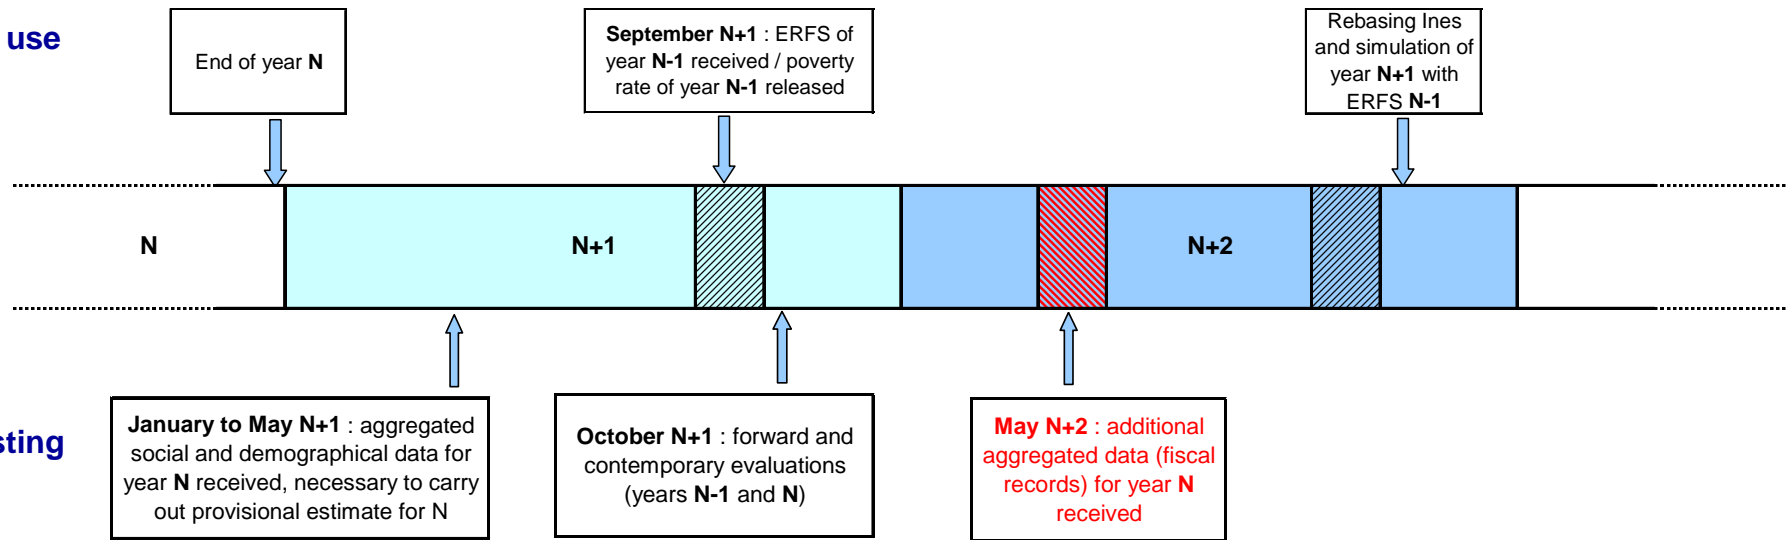 use
End of year N
September N+1 : ERFS of
year N-1 received / poverty
rate of year N-1 released
Rebasing Ines
and simulation of
year N+1 with
ERFS N-1
N
N+1
N+2
sting
January to May N+1 : aggregated
social and demographical data for
year N received, necessary to carry
out provisional estimate for N
October N+1 : forward and
contemporary evaluations
(years N-1 and N)
May N+2 : additional
aggregated data (fiscal
records) for year N
received